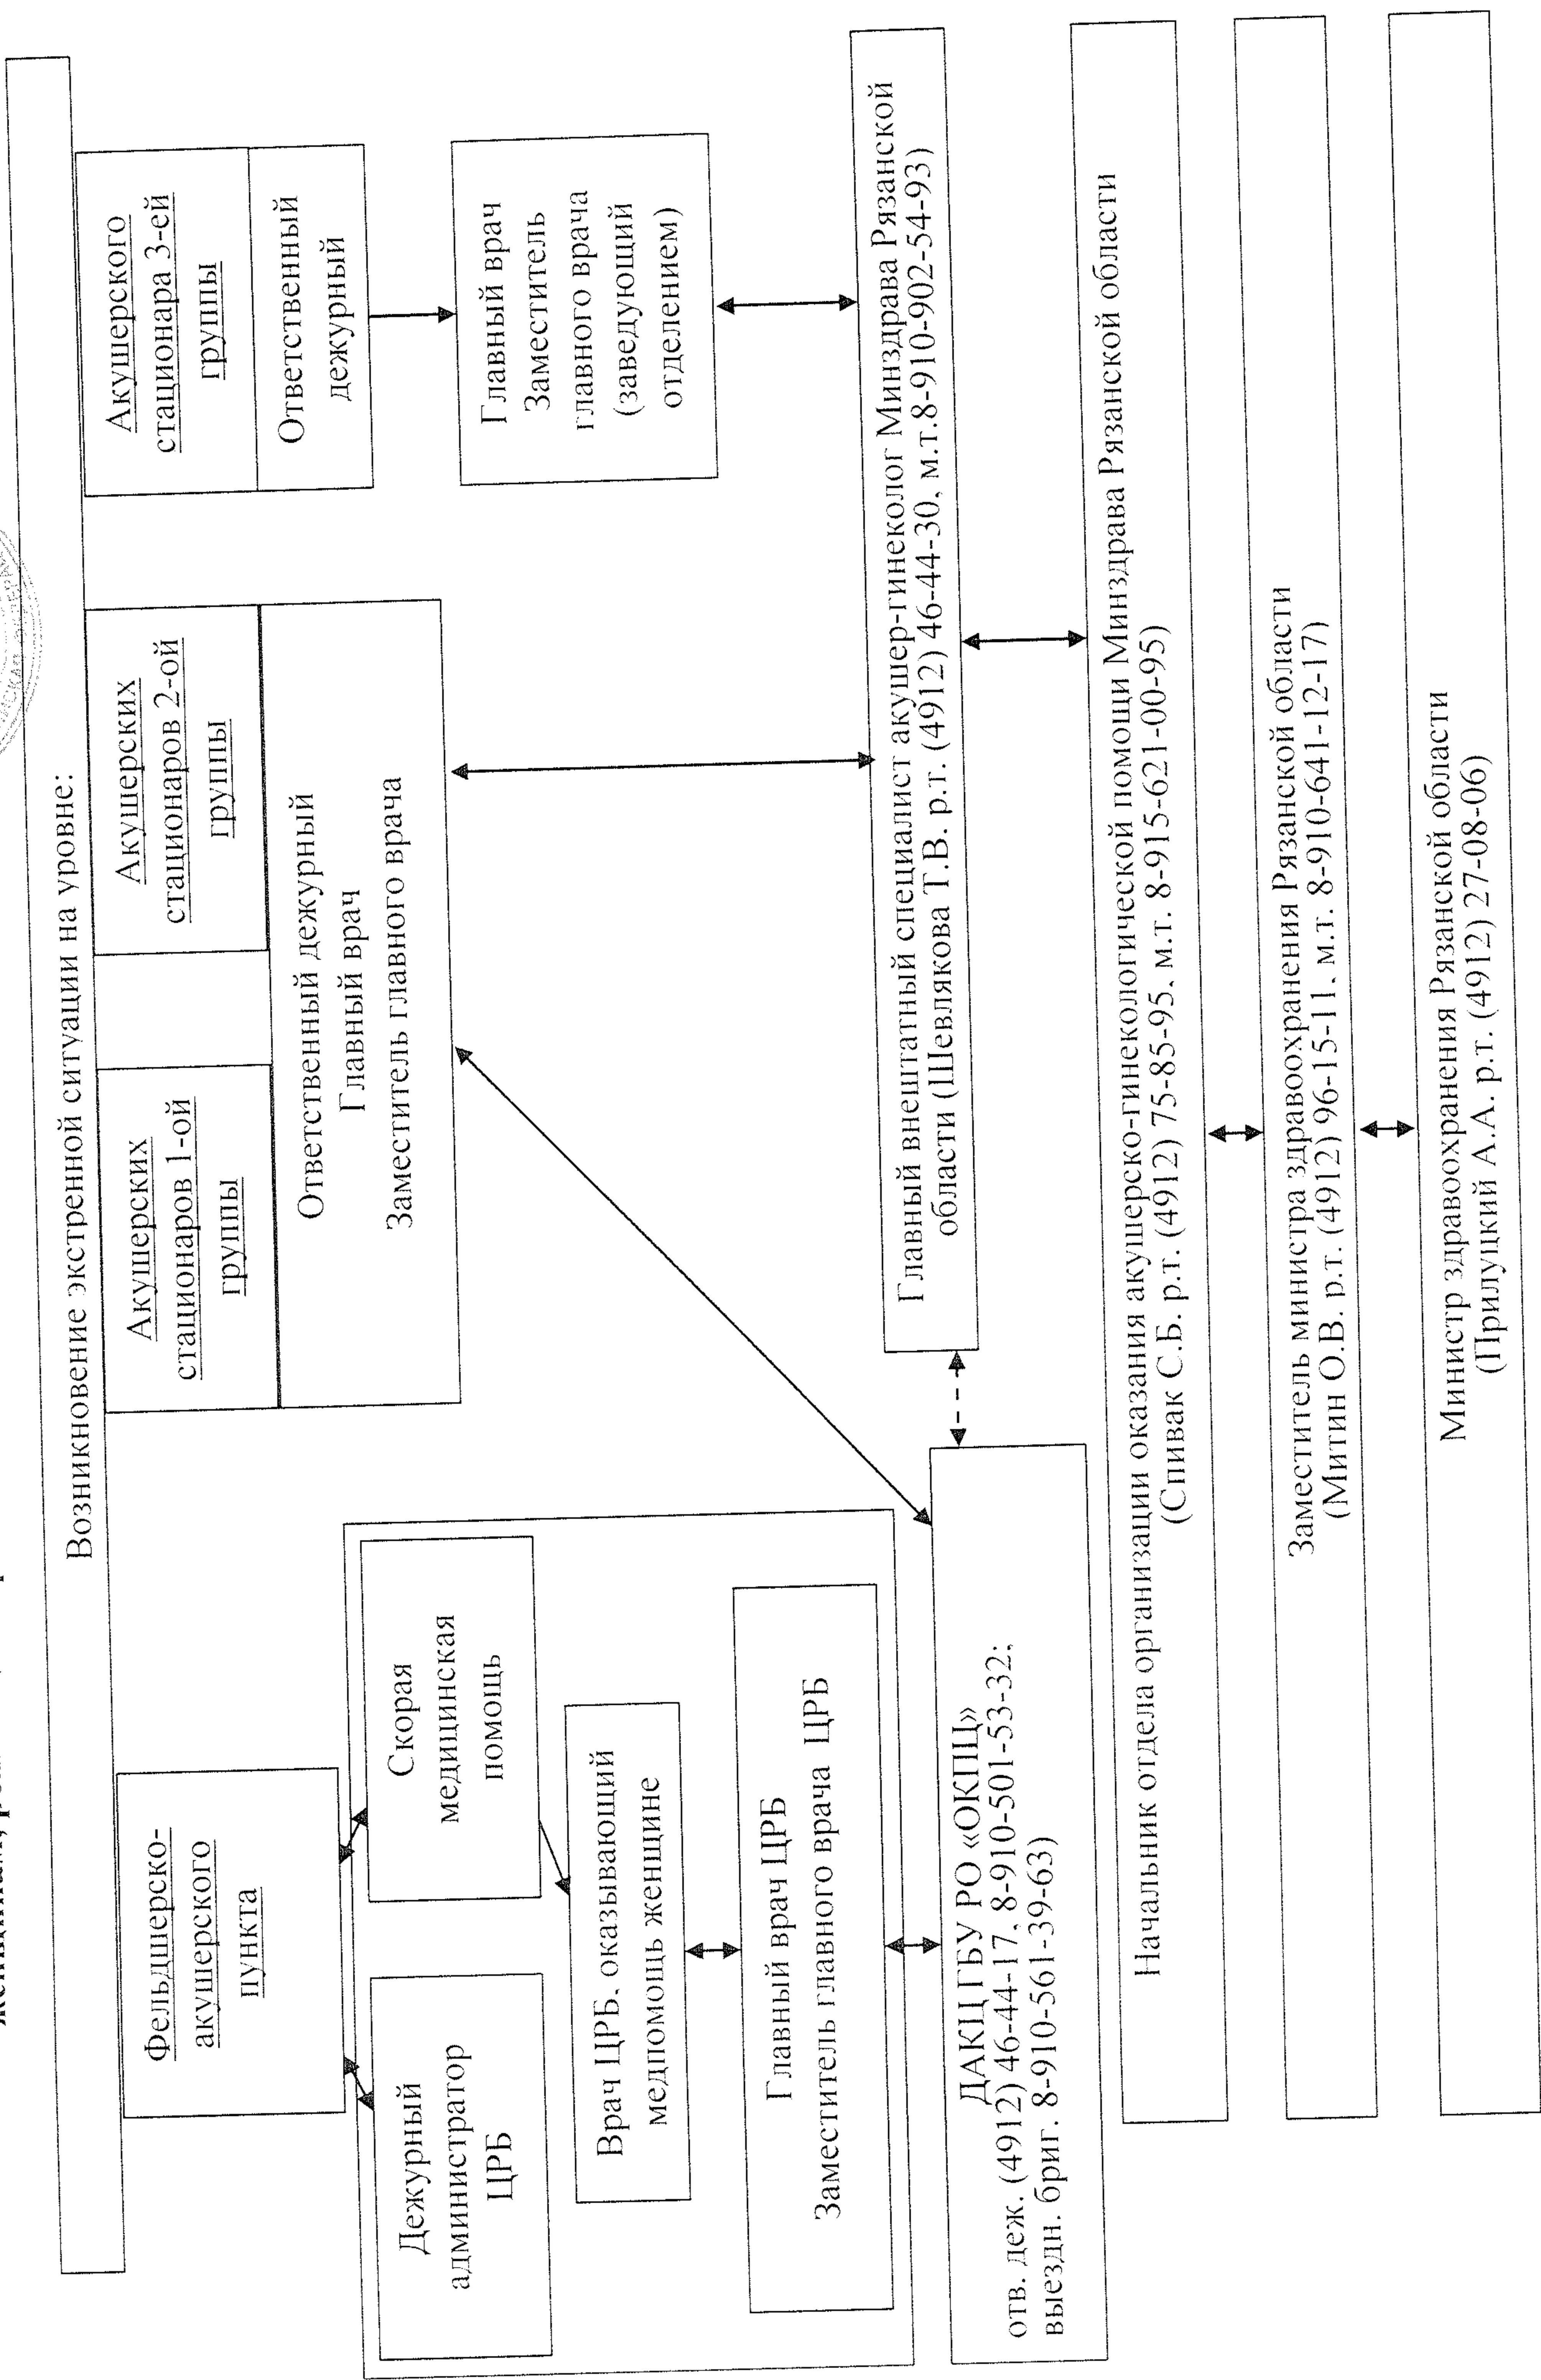 женщинам,
Возникновение экстренной ситуации на уровне:
Фельдшерско-
акушерского
пункта
Акушерских
стационаров 1-ой
группы
Акушерских
стационаров 2-ой
группы
Акушерского
стационара 3-ей
группы
Ответственный
дежурный
Ответственный дежурный
Главный врач
Заместитель главного врача
Дежурный
администратор
ЦРБ
Скорая
медицинская
помощь
Главный врач
Заместитель
главного врача
(заведующий
отделением)
Врач ЦРБ, оказывающий
медпомощь женщине
Главный врач ЦРБ
Заместитель главного врача ЦРБ
Главный внештатный специалист акушер-гинеколог Минздрава Рязанской
области (Шевлякова Т.В. р.т. (4912) 46-44-30, м.т.8-910-902-54-93)
ДАКЦ ГБУ РО «ОКПЦ»
отв. деж. (4912) 46-44-17, 8-910-501-53-32;
выездн. бриг. 8-910-561-39-63)
Начальник отдела организации оказания акушерско-гинекологической помощи Минздрава Рязанской области
(Спивак С.Б. р.т. (4912) 75-85-95, м.т. 8-915-621-00-95)
Заместитель министра здравоохранения Рязанской области
(Митин О.В. р.т. (4912) 96-15-11, м.т. 8-910-641-12-17)
Министр здравоохранения Рязанской области
(Прилуцкий А.А. р.т. (4912) 27-08-06)